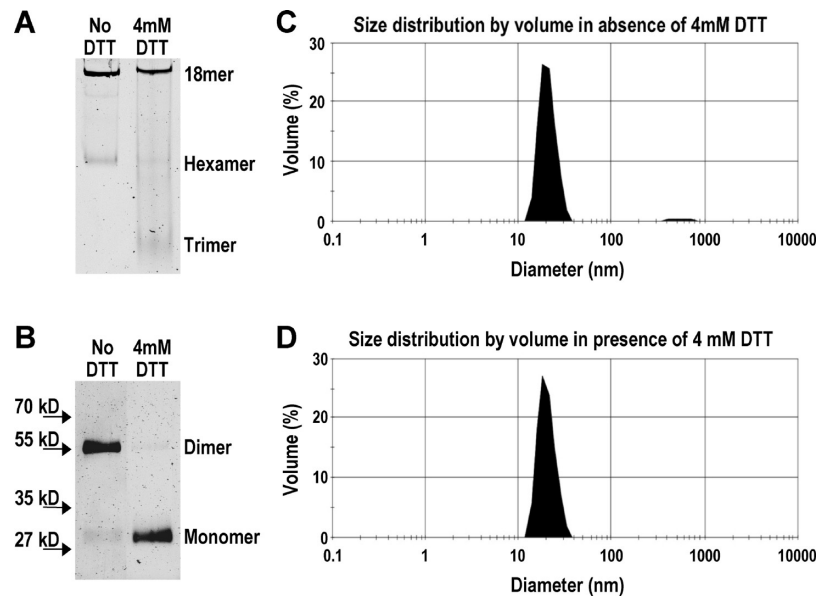 A
No
DTT
4mM
DTT
18mer
Hexamer
Trimer
B
No
DTT
4mM
DTT
70 kD
55 kD
35 kD
27 kD
Dimer
Monomer
C
Size distribution by volume in absence of 4mM DTT
Volume (%)
30
20
10
0
0.1 1 10 100 1000 10000
Diameter (nm)
D
Size distribution by volume in presence of 4 mM DTT
Volume (%)
30
20
10
0
0.1 1 10 100 1000 10000
Diameter (nm)